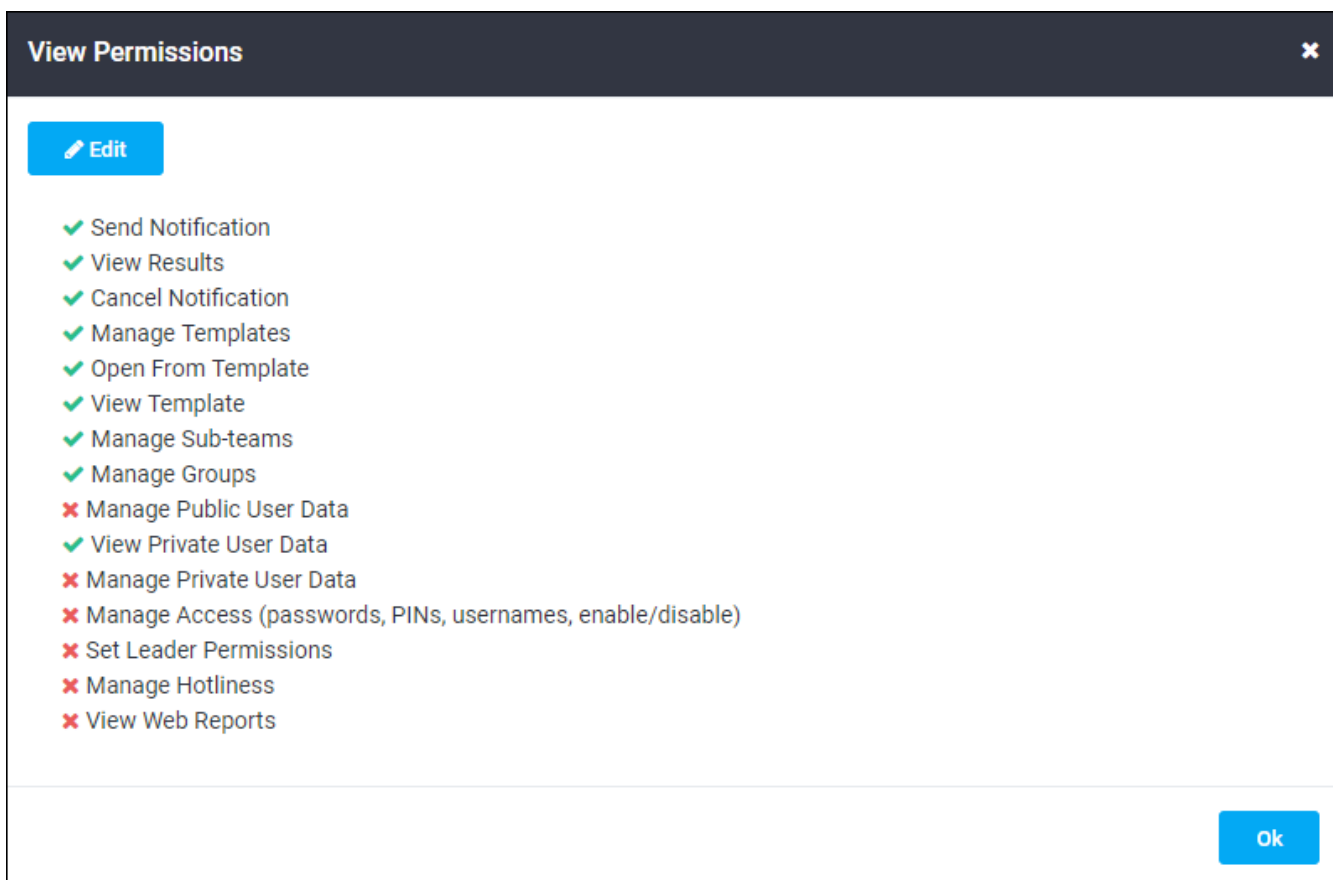 View Permissions
Edit
Send Notification
View Results
Cancel Notification
Manage Templates
Open From Template
View Template
Manage Sub-teams
Manage Groups
Manage Public User Data
View Private User Data
Manage Private User Data
Manage Access (passwords, PINs, usernames, enable/disable)
Set Leader Permissions
Manage Hotliness
View Web Reports
Ok